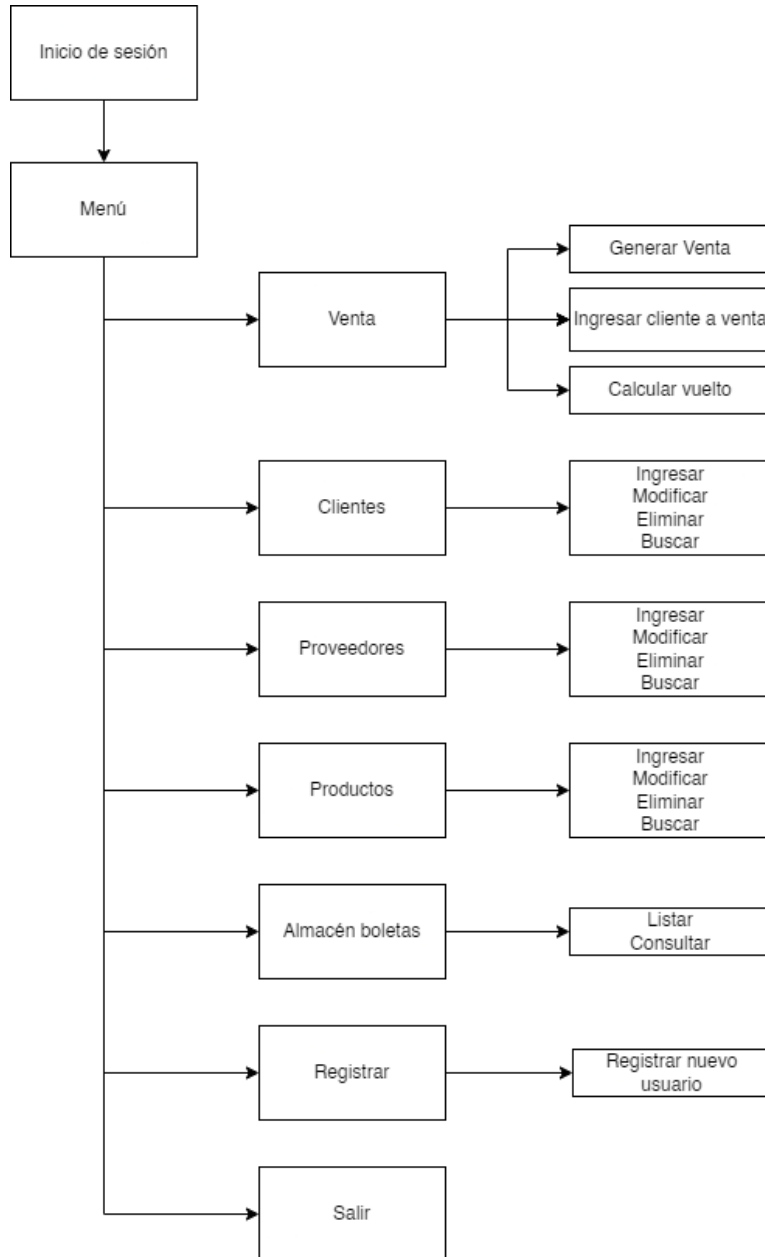 Inicio de sesión
Menú
Venta
Generar Venta
Ingresar cliente a venta
Calcular vuelto
Clientes
Ingresar
Modificar
Eliminar
Buscar
Proveedores
Ingresar
Modificar
Eliminar
Buscar
Productos
Ingresar
Modificar
Eliminar
Buscar
Almacén boletas
Listar
Consultar
Registrar
Registrar nuevo
usuario
Salir